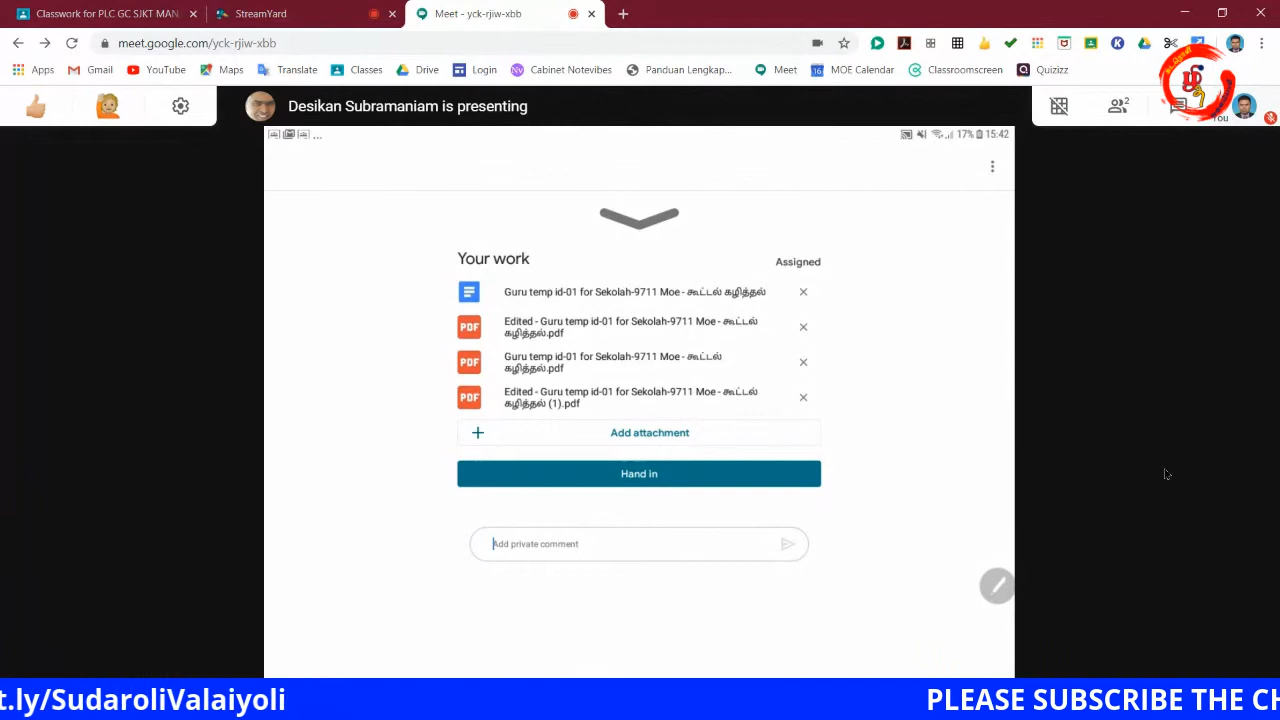 Classwork for PLC GC SJKT MAN
StreamYard
Meet - yck-rjiw-xbb
meet.google.com/yck-rjiw-xbb
Apps
Gmail
YouTube
Maps
Translate
Classes
Drive
Login
Cabinet Notevibes
Panduan Lengkap...
Meet
MOE Calendar
Classroomscreen
Quizizz
Desikan Subramaniam is presenting
2
You
17% 15:42
Your work
Assigned
Guru temp id-01 for Sekolah-9711 Moe - கூட்டல் கழித்தல்
PDF
Edited - Guru temp id-01 for Sekolah-9711 Moe - கூட்டல்
கழித்தல்.pdf
PDF
Guru temp id-01 for Sekolah-9711 Moe - கூட்டல்
கழித்தல்.pdf
PDF
Edited - Guru temp id-01 for Sekolah-9711 Moe - கூட்டல்
கழித்தல் (1).pdf
Add attachment
Hand in
Add private comment
t.ly/SudaroliValaiyoli
PLEASE SUBSCRIBE THE CH